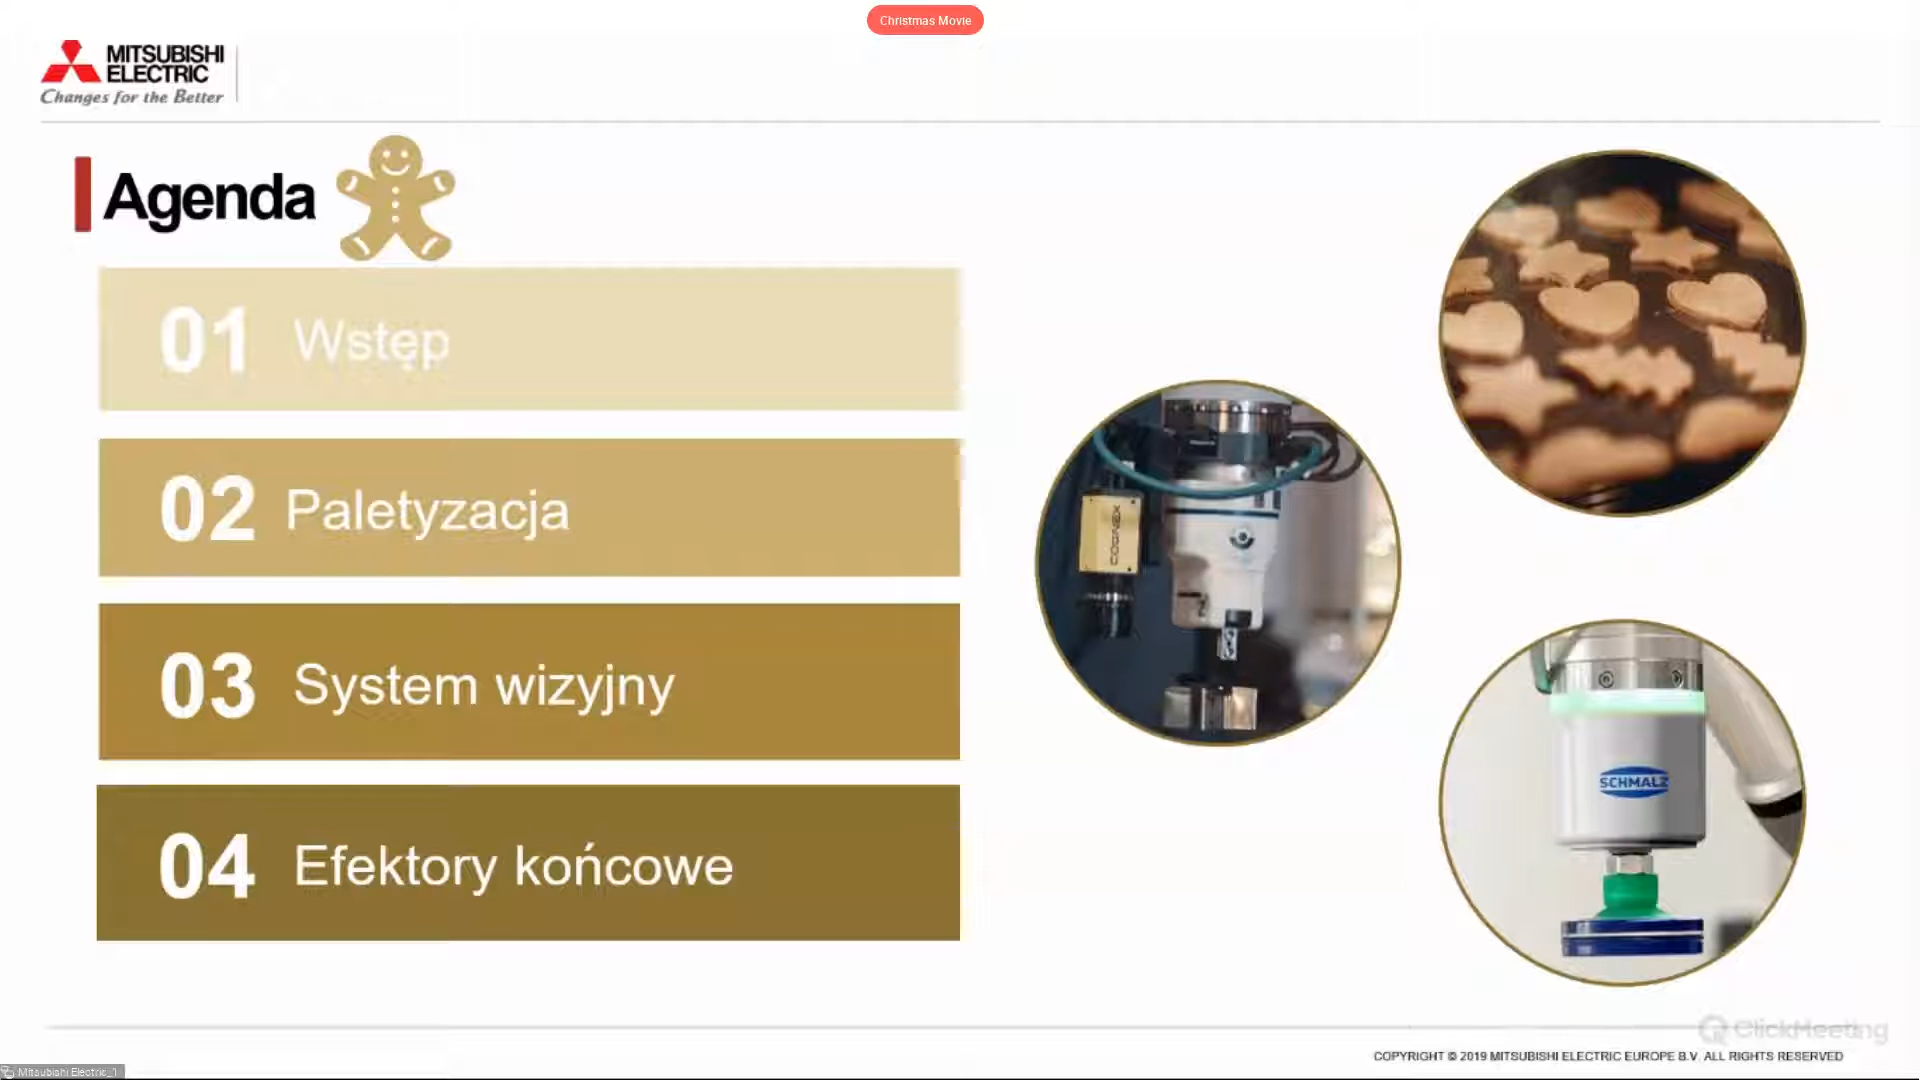 Christmas Movie
MITSUBISHI
ELECTRIC
Changes for the Better
Agenda
01 Wstęp
02 Paletyzacja
03 System wizyjny
04 Efektory końcowe
COGNEX
SCHMALZ
ClickMeeting
COPYRIGHT © 2019 MITSUBISHI ELECTRIC EUROPE B.V. ALL RIGHTS RESERVED
Mitsubishi Electric_1